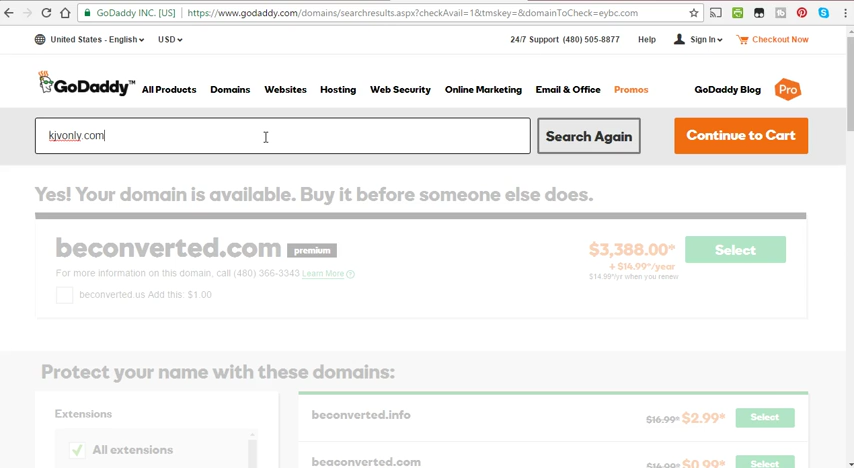 GoDaddy INC. [US] | https://www.godaddy.com/domains/searchresults.aspx?checkAvail=1&tmskey=&domainToCheck=eybc.com
United States - English USD 24/7 Support (480) 505-8877 Help Sign In Checkout Now
GoDaddy™ All Products Domains Websites Hosting Web Security Online Marketing Email & Office Promos GoDaddy Blog Pro
kjvonly.com Search Again Continue to Cart
Yes! Your domain is available. Buy it before someone else does.
beconverted.com premium $3,388.00* Select
+ $14.99*/year
For more information on this domain, call (480) 366-3343 Learn More
$14.99*/yr when you renew
beconverted.us Add this: $1.00
Protect your name with these domains:
Extensions beconverted.info $16.99* $2.99* Select
All extensions
beaconverted.com $14.99* $0.99* Select